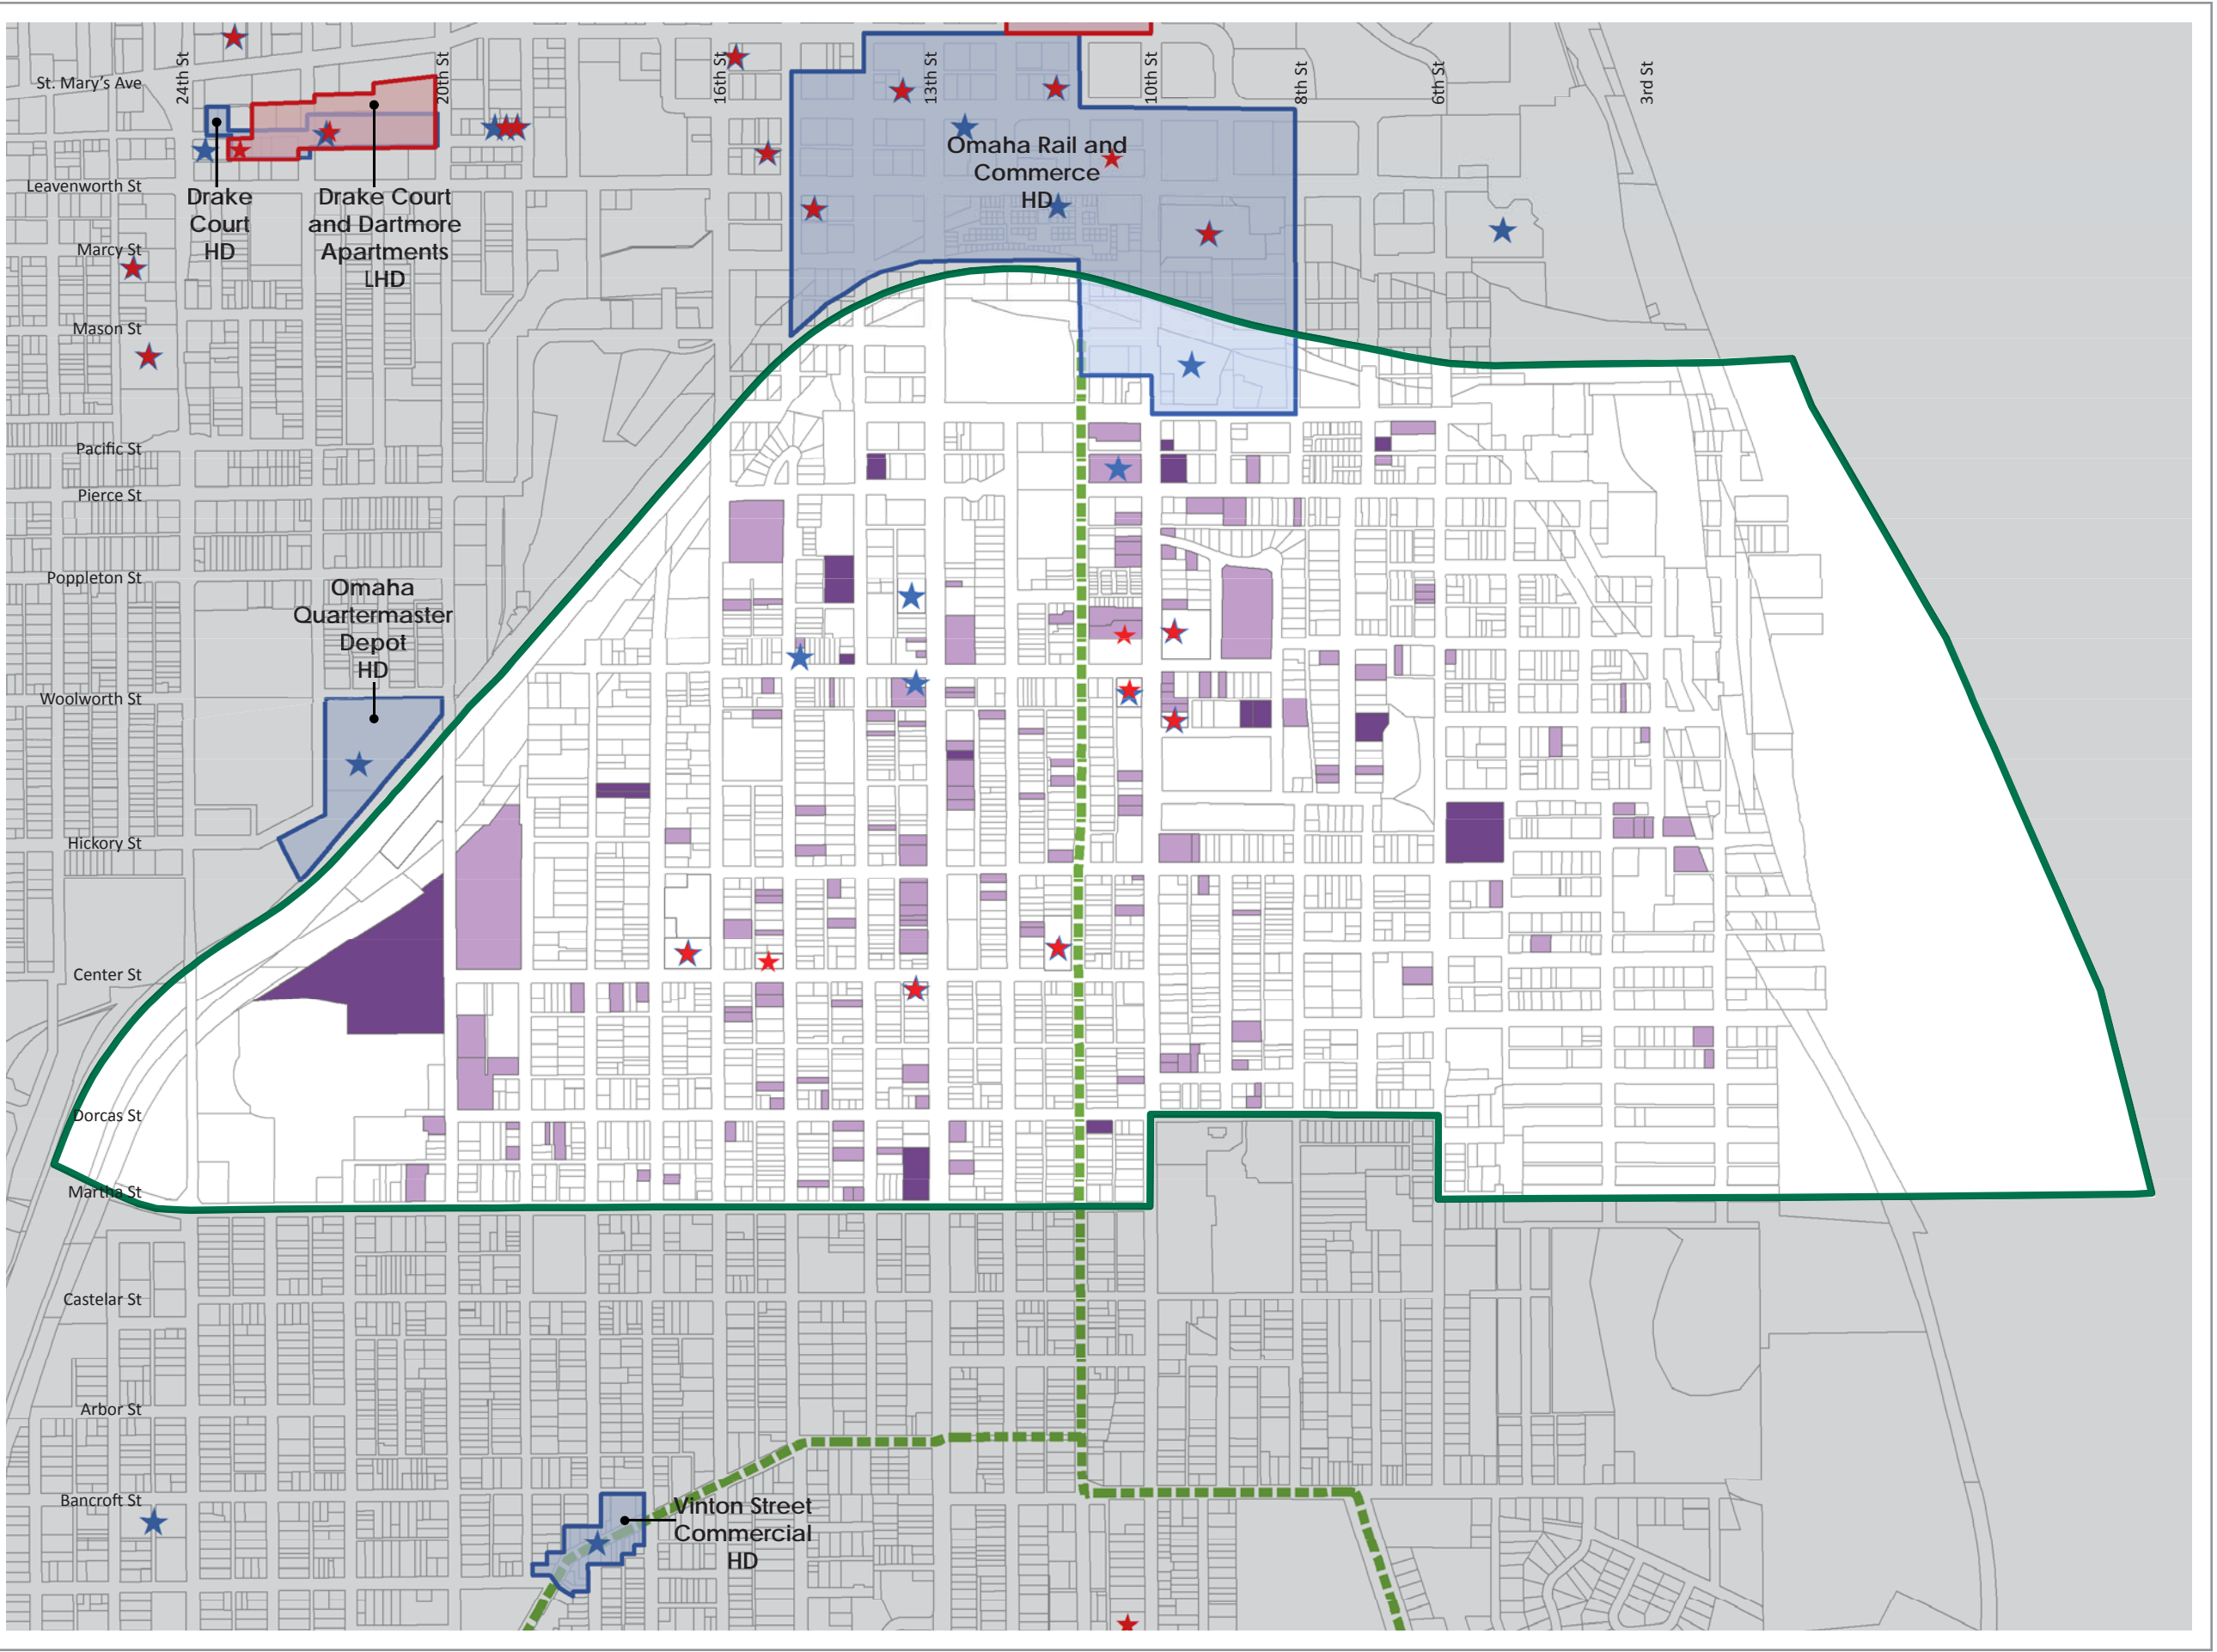 24th St
20th St
16th St
13th St
10th St
8th St
6th St
3rd St
St. Mary's Ave
Leavenworth St
Marcy St
Mason St
Pacific St
Pierce St
Poppleton St
Woolworth St
Hickory St
Center St
Dorcas St
Martha St
Castelar St
Arbor St
Bancroft St
Drake
Court
HD
Drake Court
and Dartmore
Apartments
LHD
Omaha Rail and
Commerce
HD
Omaha
Quartermaster
Depot
HD
Vinton Street
Commercial
HD